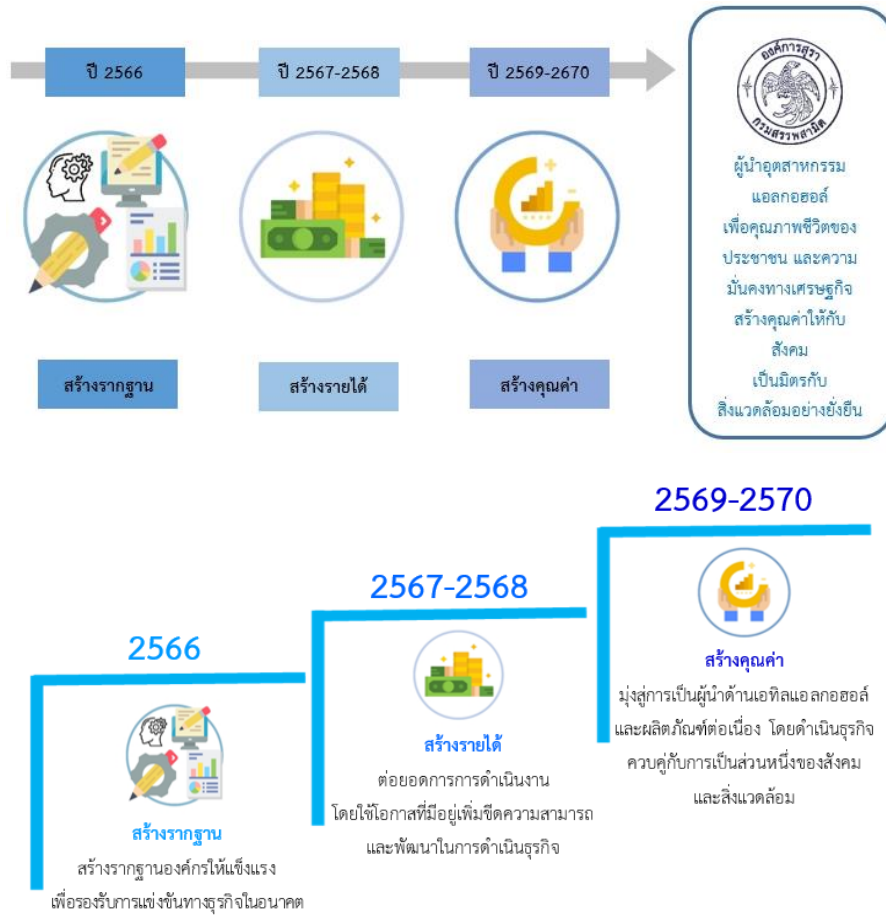 ปี 2566
ปี 2567-2568
ปี 2569-2670
องค์การสุรา
กรมสรรพสามิต
ผู้นำอุตสาหกรรม
แอลกอฮอล์
เพื่อคุณภาพชีวิตของ
ประชาชน และความ
มั่นคงทางเศรษฐกิจ
สร้างคุณค่าให้กับ
สังคม
เป็นมิตรกับ
สิ่งแวดล้อมอย่างยั่งยืน
สร้างรากฐาน
สร้างรายได้
สร้างคุณค่า
2566
สร้างรากฐาน
สร้างรากฐานองค์กรให้แข็งแรง
เพื่อรองรับการแข่งขันทางธุรกิจในอนาคต
2567-2568
สร้างรายได้
ต่อยอดการการดำเนินงาน
โดยใช้โอกาสที่มีอยู่เพิ่มขีดความสามารถ
และพัฒนาในการดำเนินธุรกิจ
2569-2570
สร้างคุณค่า
มุ่งสู่การเป็นผู้นำด้านเอทิลแอลกอฮอล์
และผลิตภัณฑ์ต่อเนื่อง โดยดำเนินธุรกิจ
ควบคู่กับการเป็นส่วนหนึ่งของสังคม
และสิ่งแวดล้อม